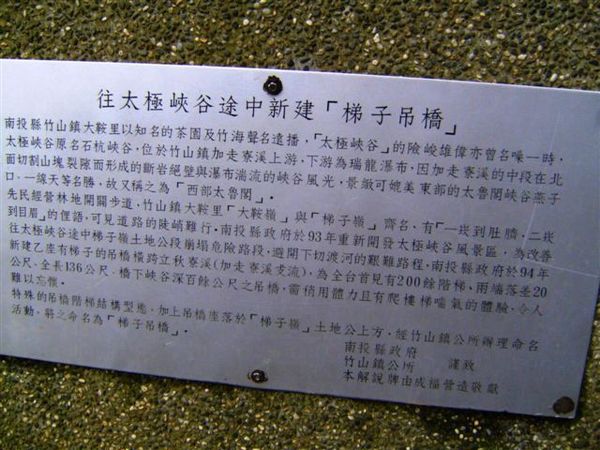 往太極峽谷途中新建「梯子吊橋」
南投縣竹山鎮大鞍里以知名的茶園及竹海聲名遠播，「太極峽谷」的險峻雄偉亦曾名噪一時，
太極峽谷原名石杭峽谷，位於竹山鎮加走寮溪上游，下游為瑞龍瀑布，因加走寮溪的中段在北
面切割山塊裂隙而形成的斷岩絕壁與瀑布湍流的峽谷風光，景緻可媲美東部的太魯閣峽谷燕子
口，一線天等名勝，故又稱之為「西部太魯閣」。
先民經營林地開闢步道，竹山鎮大鞍里「大鞍嶺」與「梯子嶺」齊名，有「一崁到肚臍，二崁
到目眉」的俚語，可見道路的陡峭難行，南投縣政府於93年重新開發太極峽谷風景區，為改善
往太極峽谷途中梯子嶺土地公段崩塌危險路段，避開下切渡河的艱難路程，南投縣政府於94年
新建乙座有梯子的吊橋橫跨立秋寮溪(加走寮溪支流)，為全台首見有200餘階梯、兩端落差20
公尺、全長136公尺，橋下峽谷深百餘公尺之吊橋，需稍用體力且有爬樓梯喘氣的體驗，令人
難以忘懷。
特殊的吊橋階梯結構型態，加上吊橋座落於「梯子嶺」土地公上方，經竹山鎮公所辦理命名
活動，將之命名為「梯子吊橋」。
南投縣政府
竹山鎮公所 謹致
本解說牌由成福營造敬獻